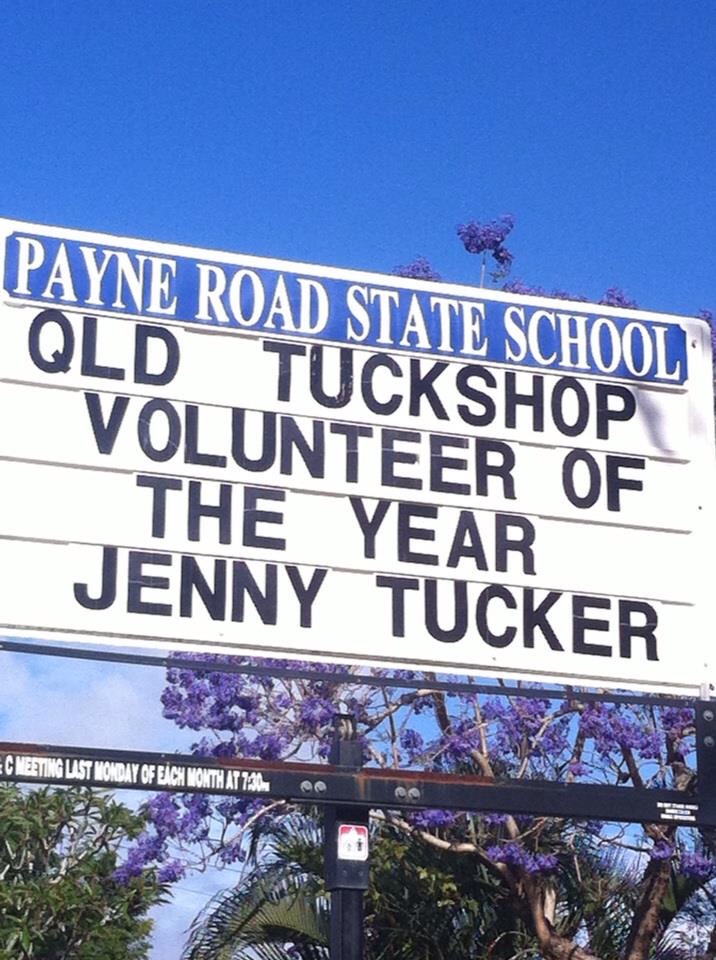 PAYNE ROAD STATE SCHOOL
QLD TUCKSHOP
VOLUNTEER OF
THE YEAR
JENNY TUCKER
C MEETING LAST MONDAY OF EACH MONTH AT 7:30PM